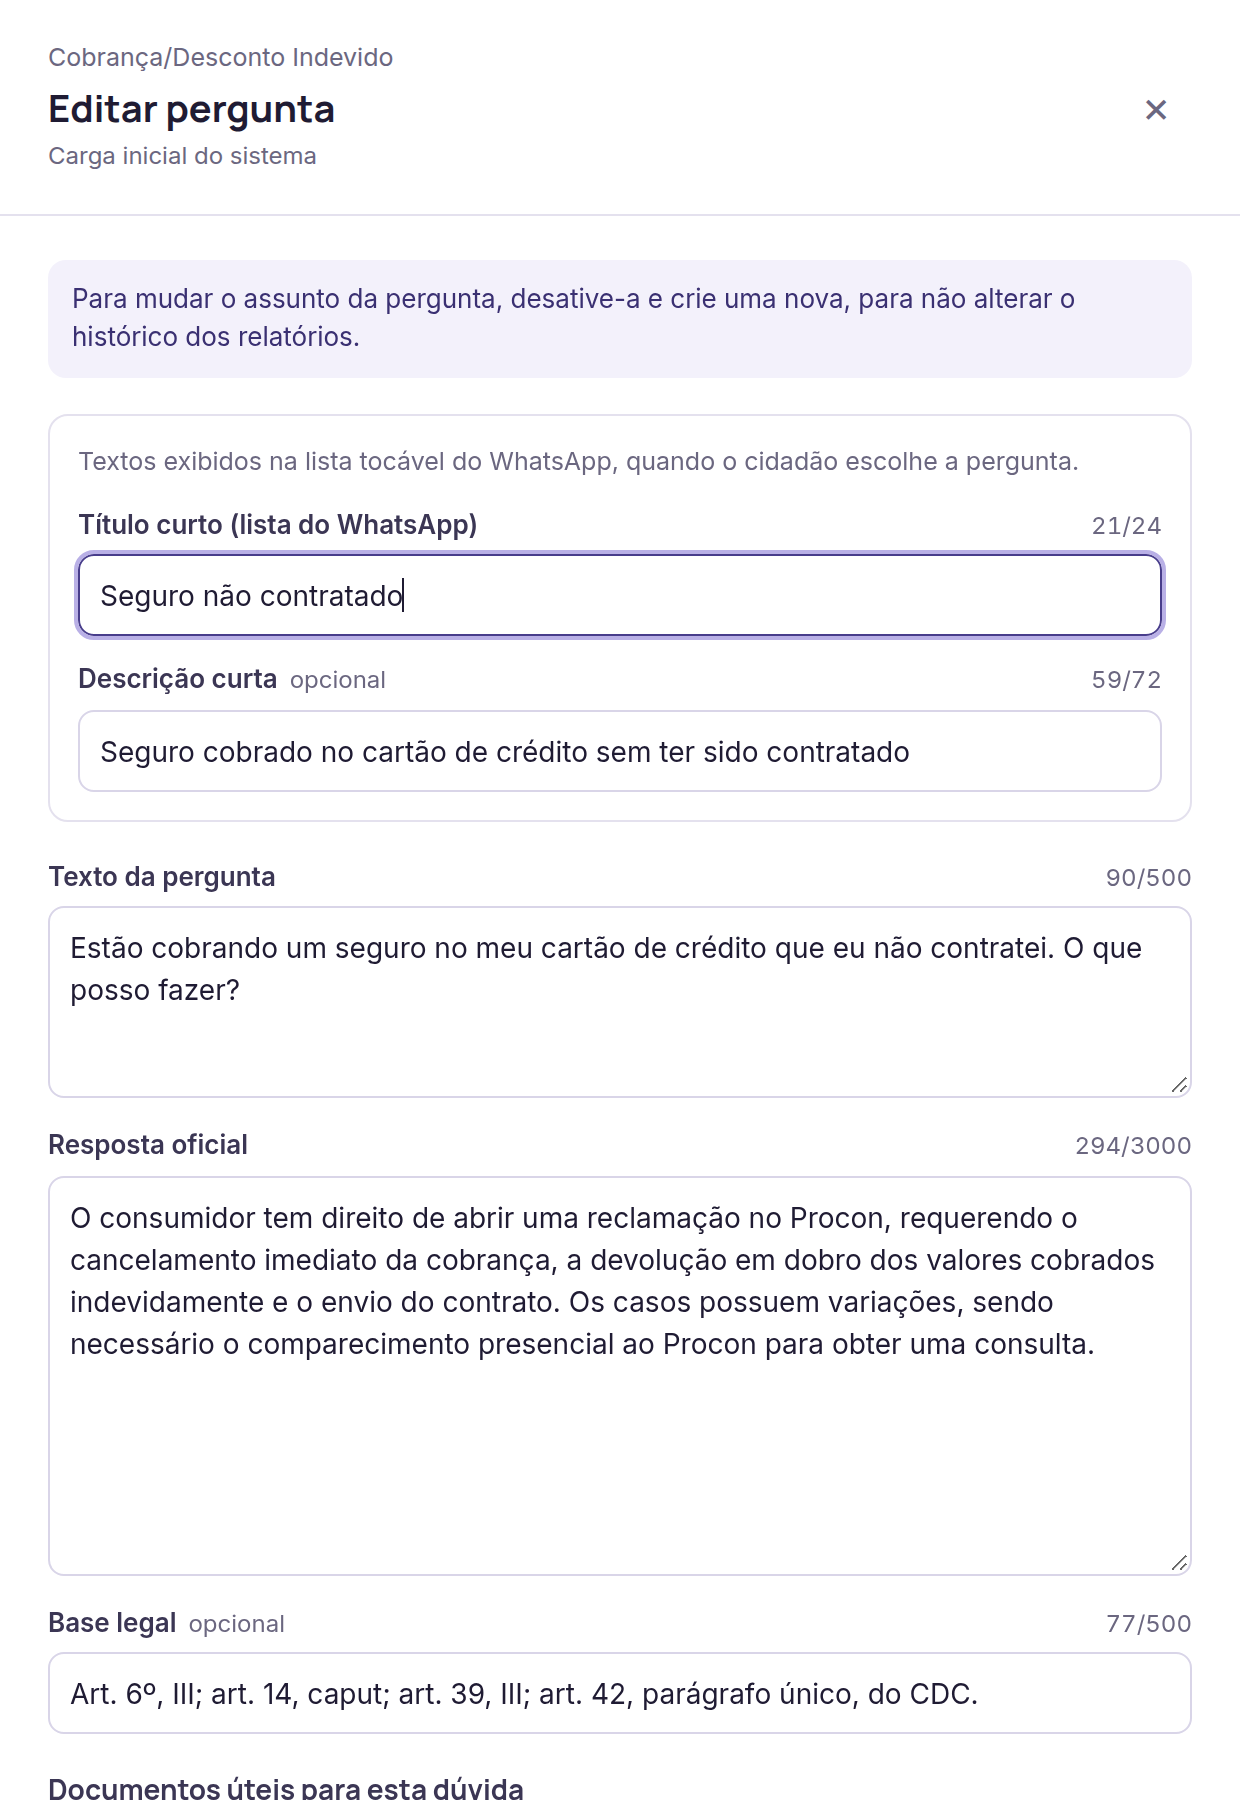 Cobrança/Desconto Indevido
Editar pergunta
Carga inicial do sistema
Para mudar o assunto da pergunta, desative-a e crie uma nova, para não alterar o
histórico dos relatórios.
Textos exibidos na lista tocável do WhatsApp, quando o cidadão escolhe a pergunta.
Título curto (lista do WhatsApp) 21/24
Seguro não contratado
Descrição curta opcional 59/72
Seguro cobrado no cartão de crédito sem ter sido contratado
Texto da pergunta 90/500
Estão cobrando um seguro no meu cartão de crédito que eu não contratei. O que
posso fazer?
Resposta oficial 294/3000
O consumidor tem direito de abrir uma reclamação no Procon, requerendo o
cancelamento imediato da cobrança, a devolução em dobro dos valores cobrados
indevidamente e o envio do contrato. Os casos possuem variações, sendo
necessário o comparecimento presencial ao Procon para obter uma consulta.
Base legal opcional 77/500
Art. 6º, III; art. 14, caput; art. 39, III; art. 42, parágrafo único, do CDC.
Documentos úteis para esta dúvida